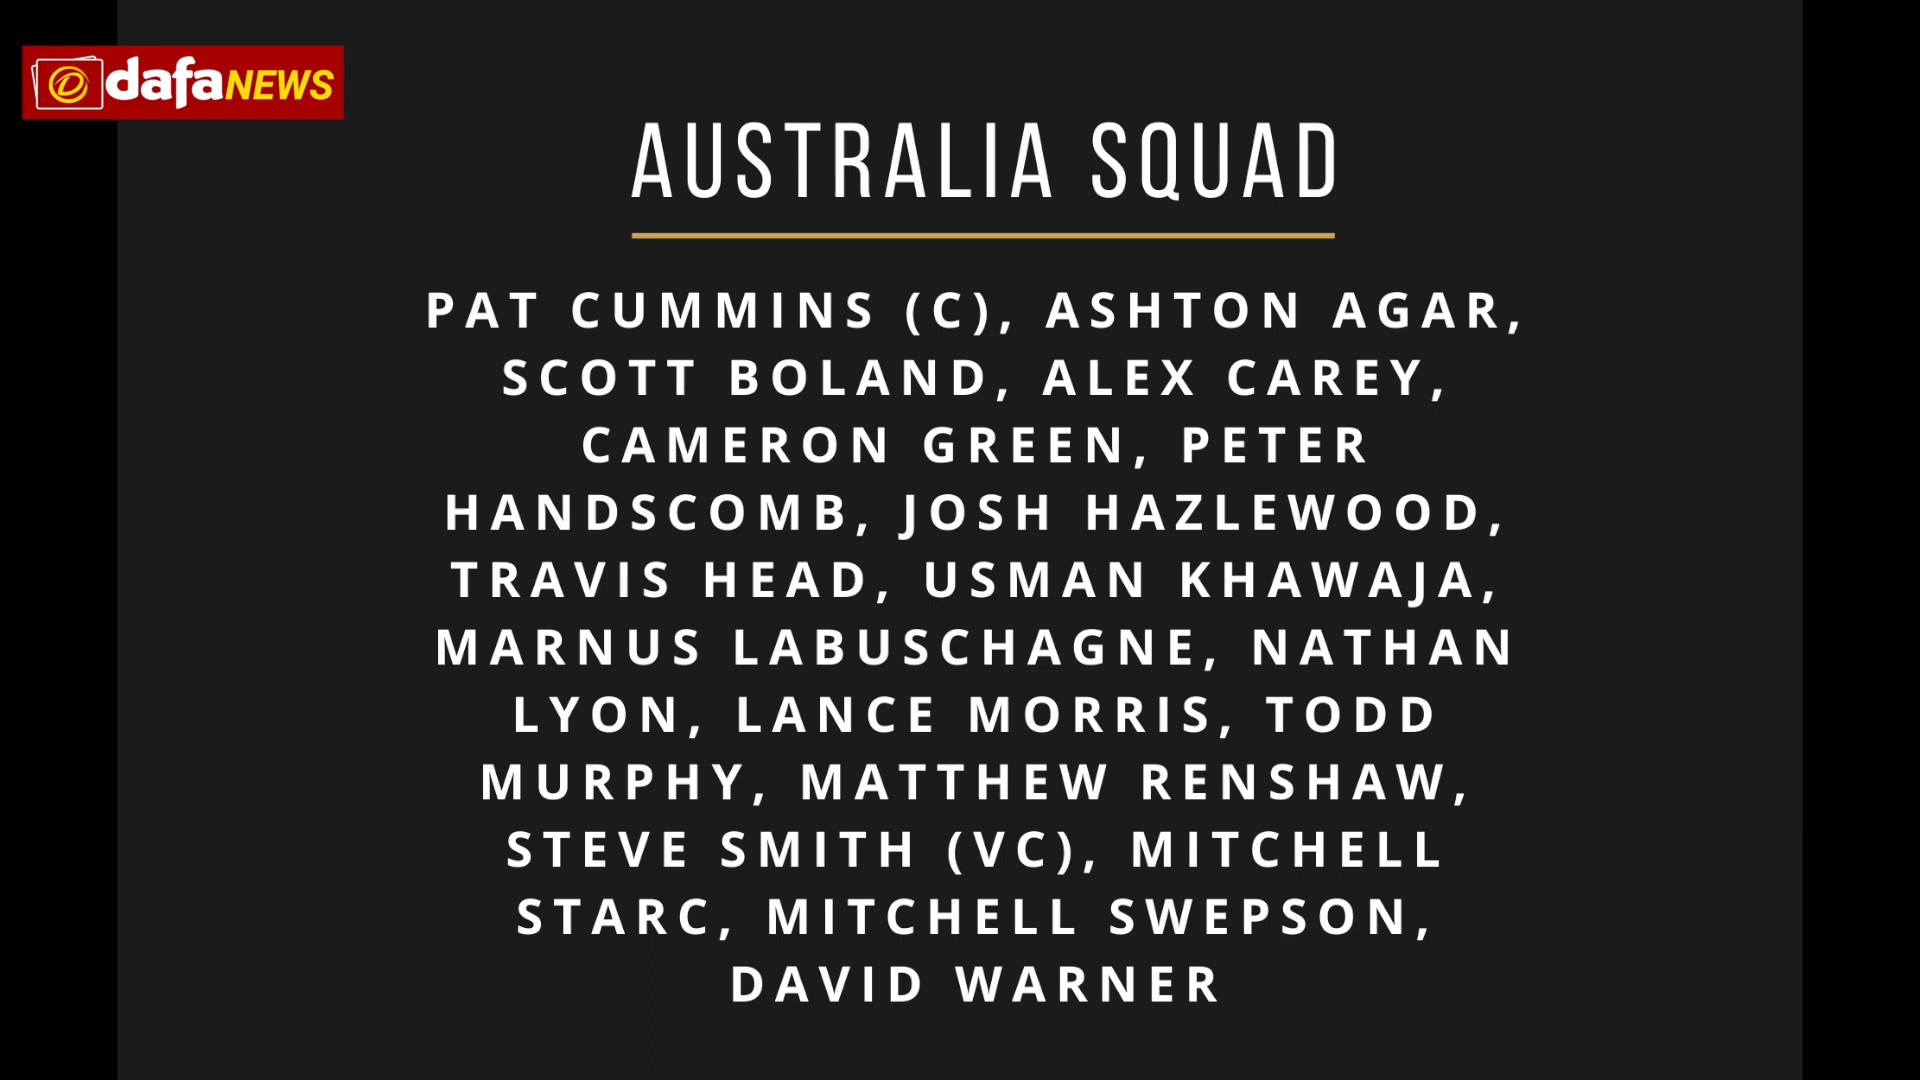 dafaNEWS
AUSTRALIA SQUAD
PAT CUMMINS (C), ASHTON AGAR,
SCOTT BOLAND, ALEX CAREY,
CAMERON GREEN, PETER
HANDSCOMB, JOSH HAZLEWOOD,
TRAVIS HEAD, USMAN KHAWAJA,
MARNUS LABUSCHAGNE, NATHAN
LYON, LANCE MORRIS, TODD
MURPHY, MATTHEW RENSHAW,
STEVE SMITH (VC), MITCHELL
STARC, MITCHELL SWEPSON,
DAVID WARNER